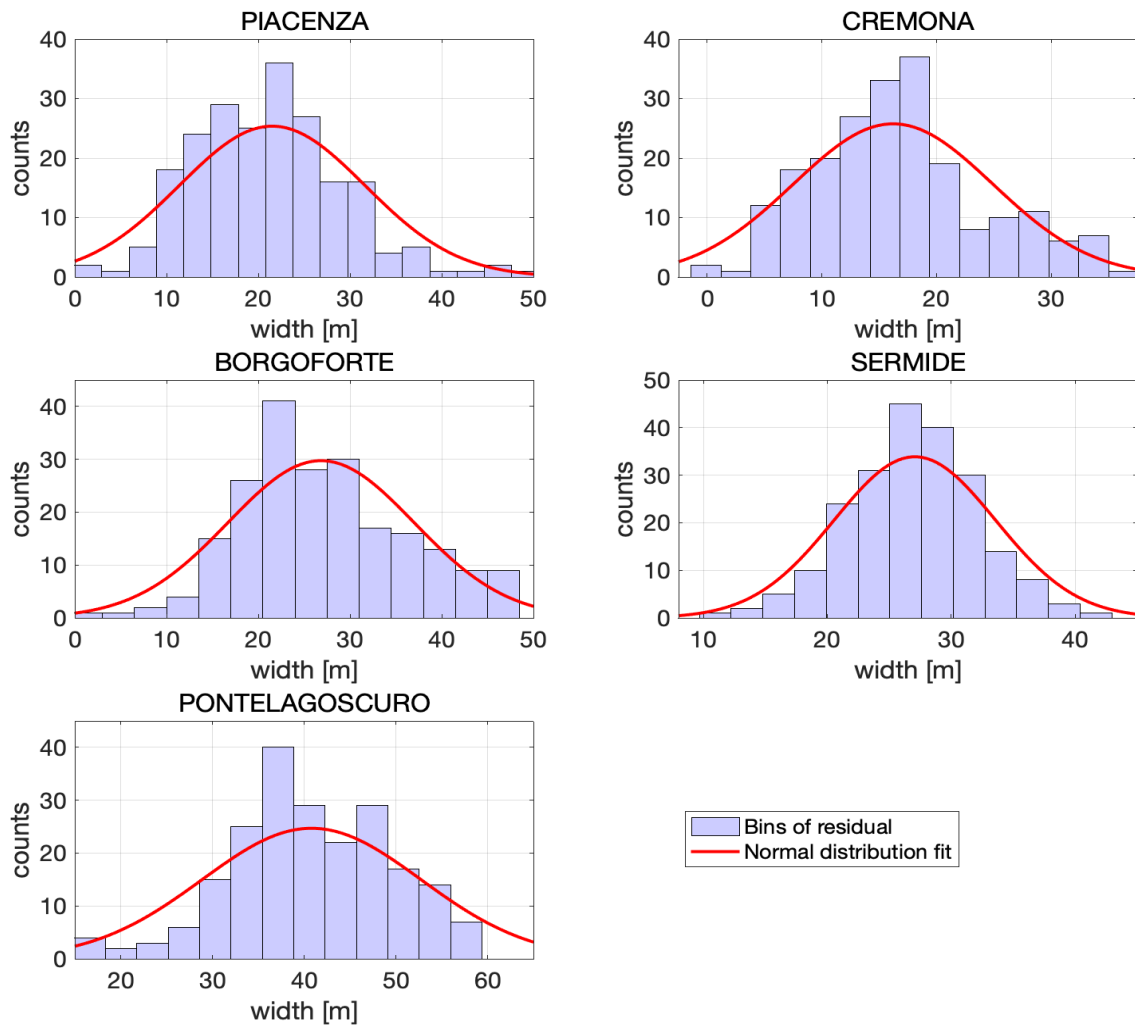 PIACENZA
40
30
20
10
0
counts
0 10 20 30 40 50
width [m]
CREMONA
40
30
20
10
0
counts
0 10 20 30
width [m]
BORGOFORTE
40
30
20
10
0
counts
0 10 20 30 40 50
width [m]
SERMIDE
50
40
30
20
10
0
counts
10 20 30 40
width [m]
PONTELAGOSCURO
40
30
20
10
0
counts
20 30 40 50 60
width [m]
Bins of residual
Normal distribution fit